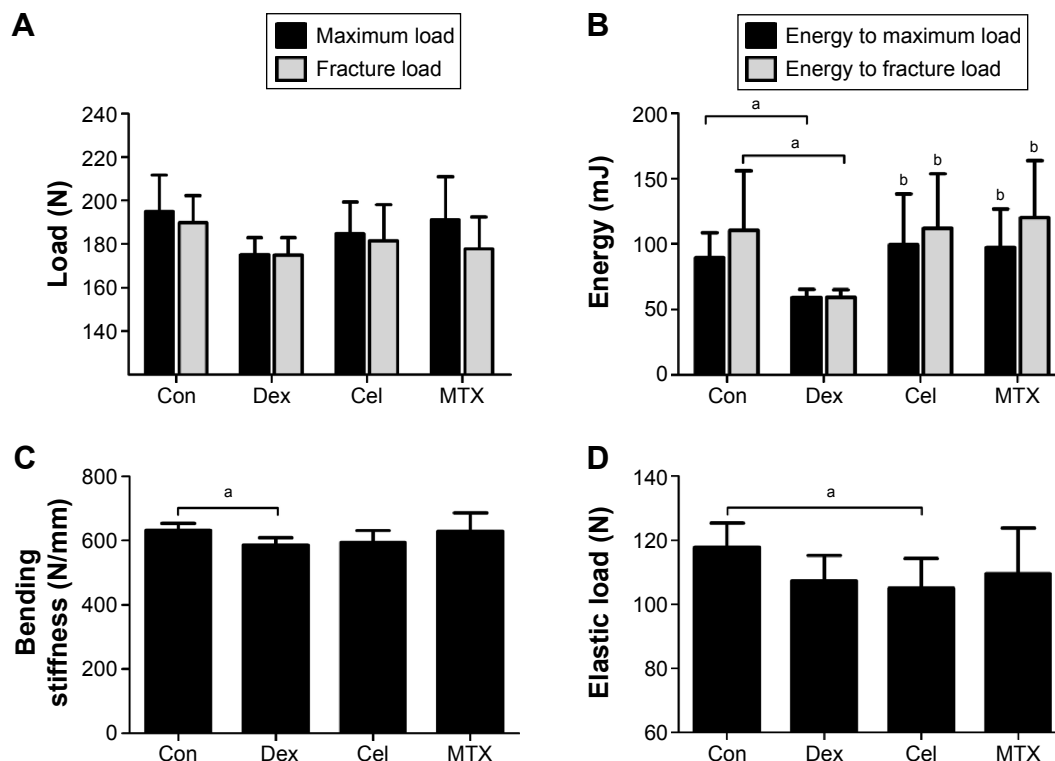 A
Maximum load
Fracture load
Load (N)
240
220
200
180
160
140
Con Dex Cel MTX
B
Energy to maximum load
Energy to fracture load
Energy (mJ)
200
150
100
50
0
a
a
b b b b
Con Dex Cel MTX
C
Bending
stiffness (N/mm)
800
600
400
200
0
a
Con Dex Cel MTX
D
Elastic load (N)
140
120
100
80
60
a
Con Dex Cel MTX